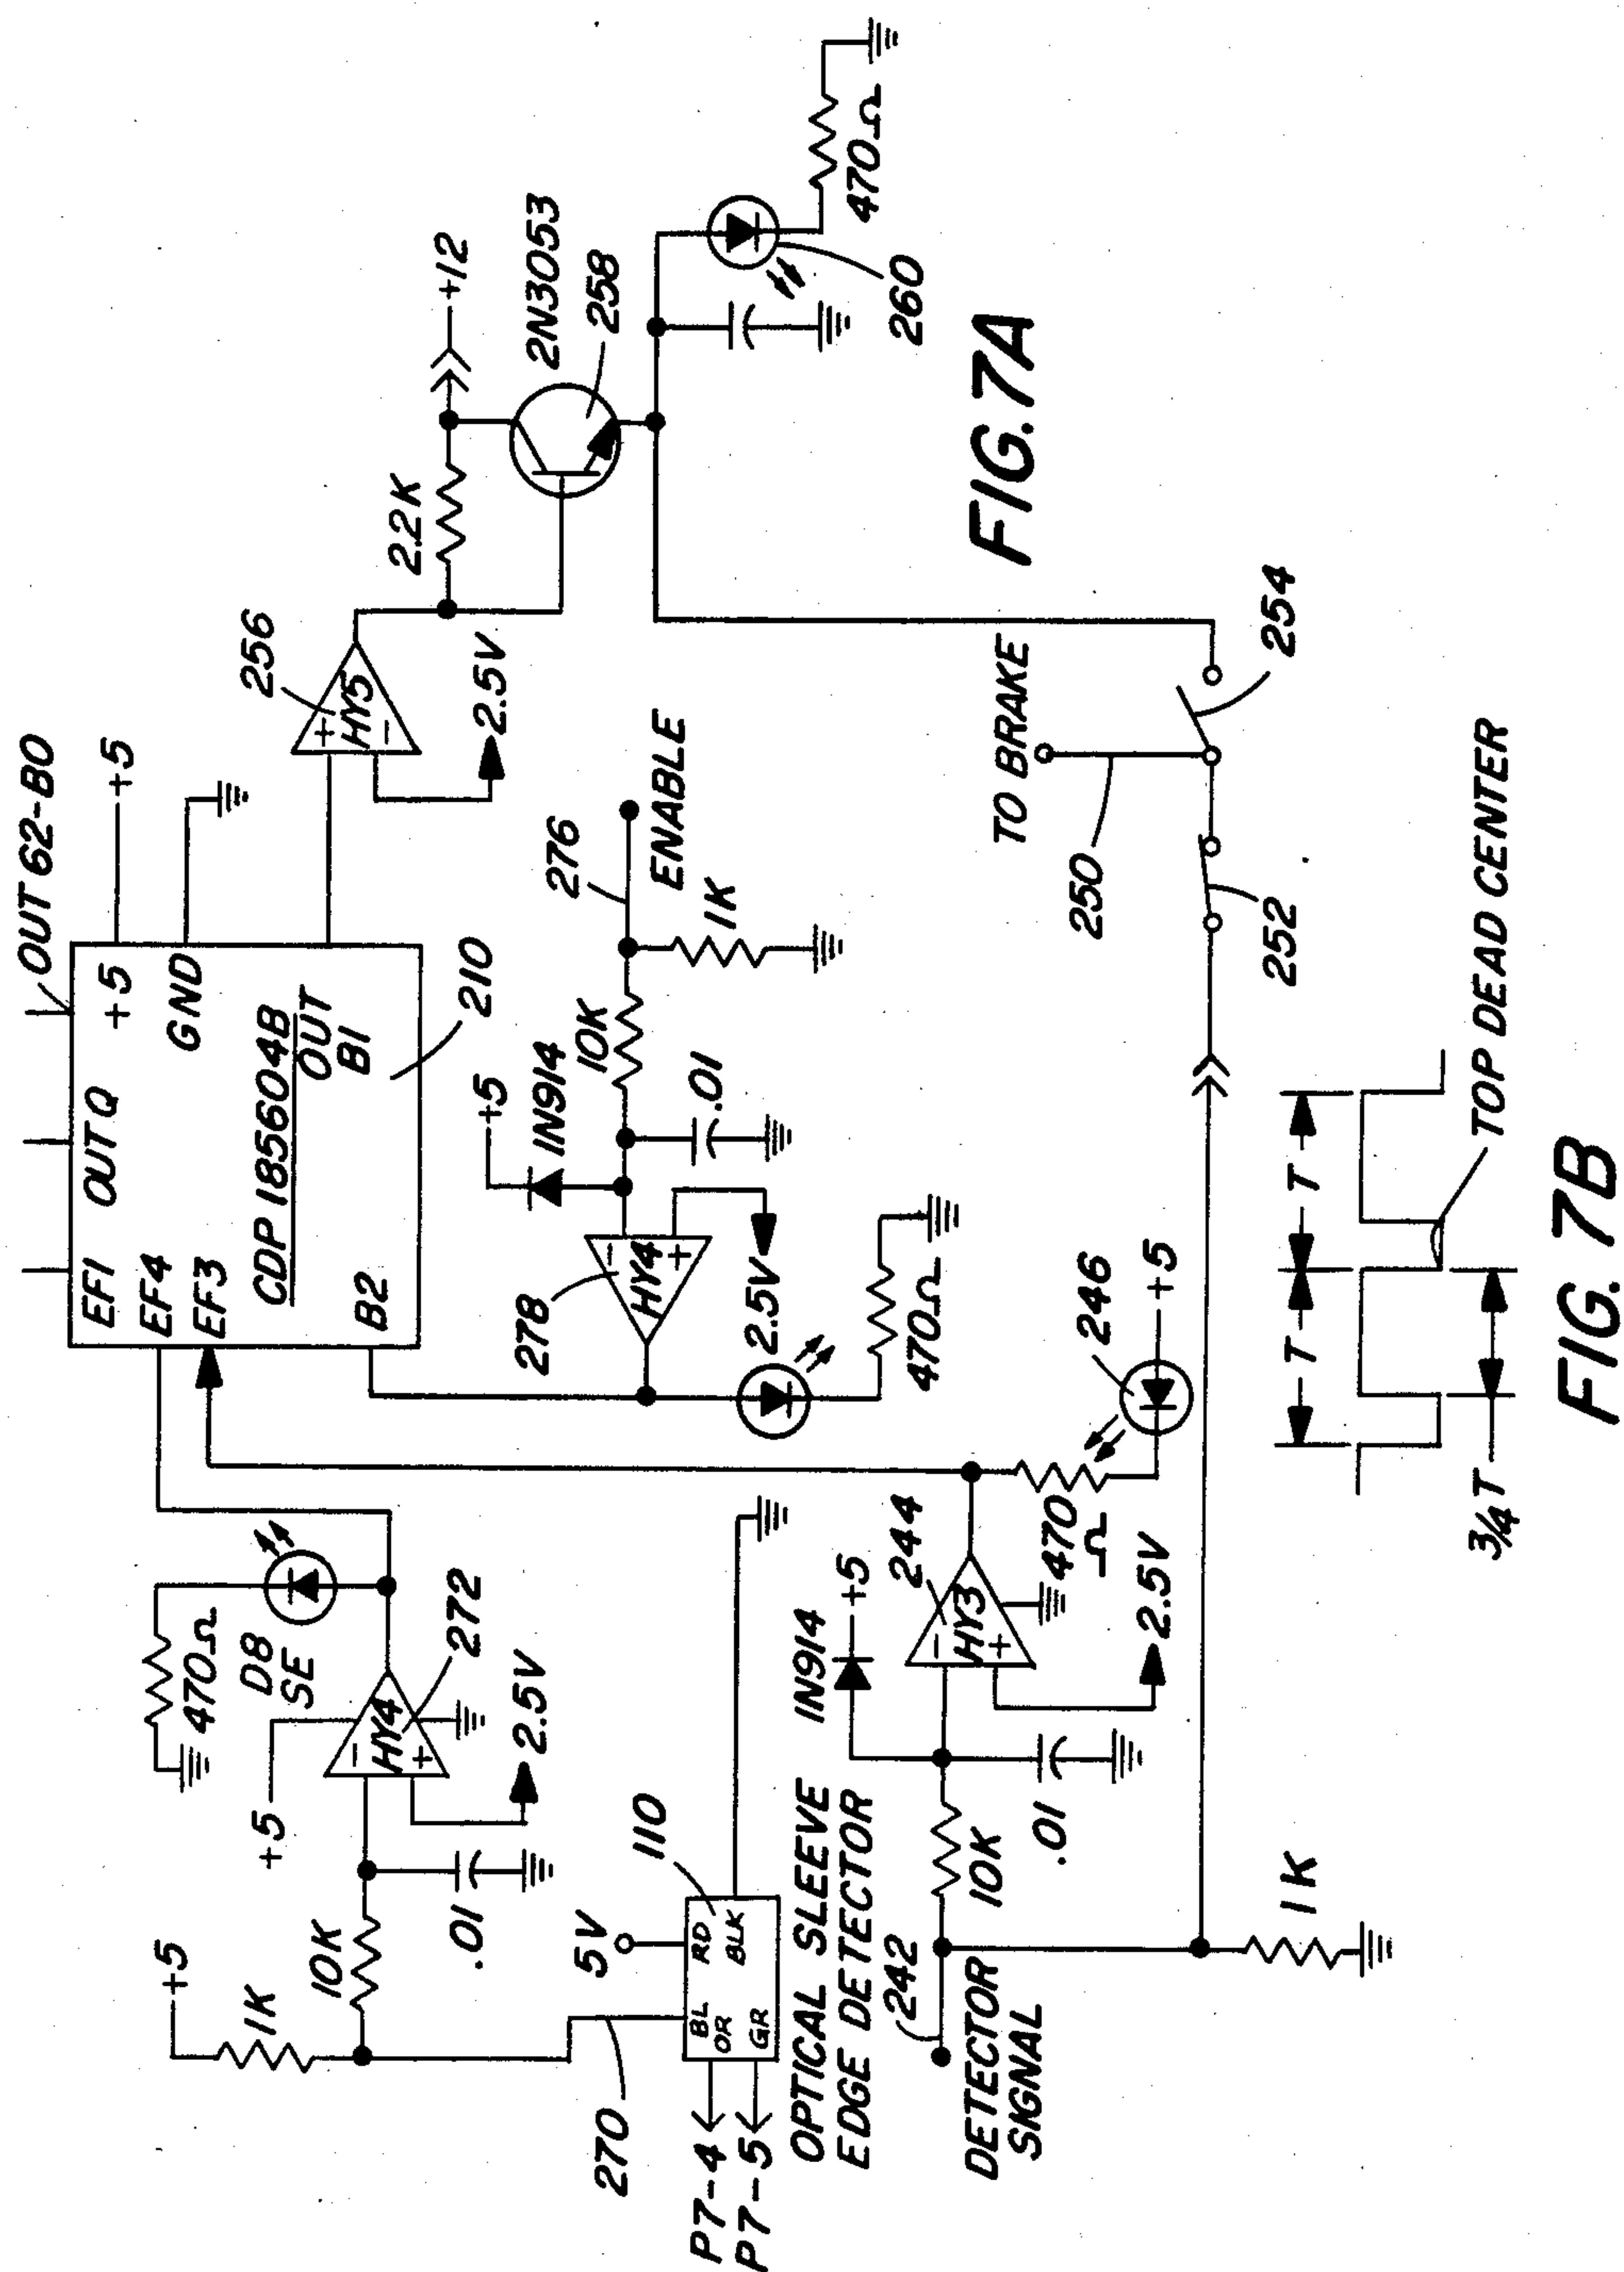 OUT 62-B0
EF1 OUT Q +5
+5
EF4
GND
EF3
CDP 185604B
OUT
B1
B2
210
256
HY5
+
−
2.5V
2.2K
+12
2N3053
258
260
470Ω
FIG. 7A
+5
1K
10K
.01
+5
470Ω
D8
SE
−
HY4
+
272
2.5V
270
5V
110
BL
OR
GR
RD
BLK
P7-4
P7-5
OPTICAL SLEEVE
EDGE DETECTOR
+5
IN914
10K
.01
276
ENABLE
1K
278
−
HY4
+
2.5V
470Ω
242
DETECTOR
SIGNAL
10K
.01
1K
IN914
+5
244
−
HY3
+
470
Ω
2.5V
246
+5
TO BRAKE
250
252
254
T
T
3/4 T
TOP DEAD CENTER
FIG. 7B